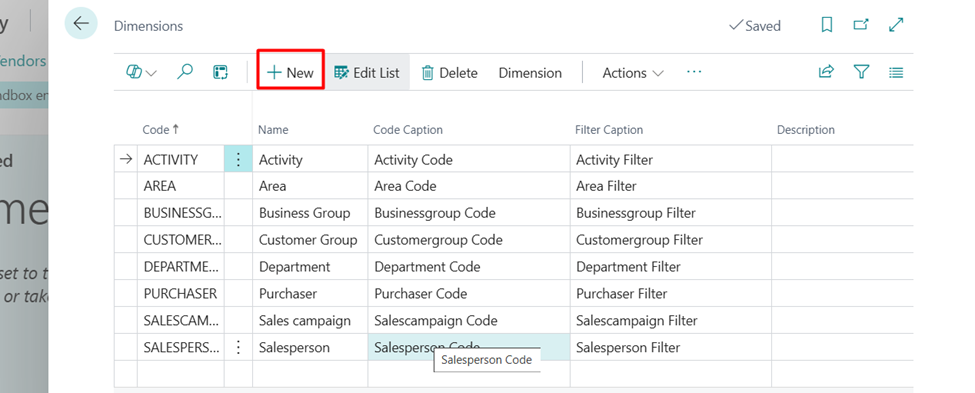 y
Dimensions
Saved
endors
New Edit List Delete Dimension Actions
ndbox en
Code Name Code Caption Filter Caption Description
ed
ACTIVITY Activity Activity Code Activity Filter
AREA Area Area Code Area Filter
me
BUSINESSG... Business Group Businessgroup Code Businessgroup Filter
CUSTOMER... Customer Group Customergroup Code Customergroup Filter
set to t
DEPARTME... Department Department Code Department Filter
or take
PURCHASER Purchaser Purchaser Code Purchaser Filter
SALESCAM... Sales campaign Salescampaign Code Salescampaign Filter
SALESPERS... Salesperson Salesperson Code Salesperson Filter
Salesperson Code